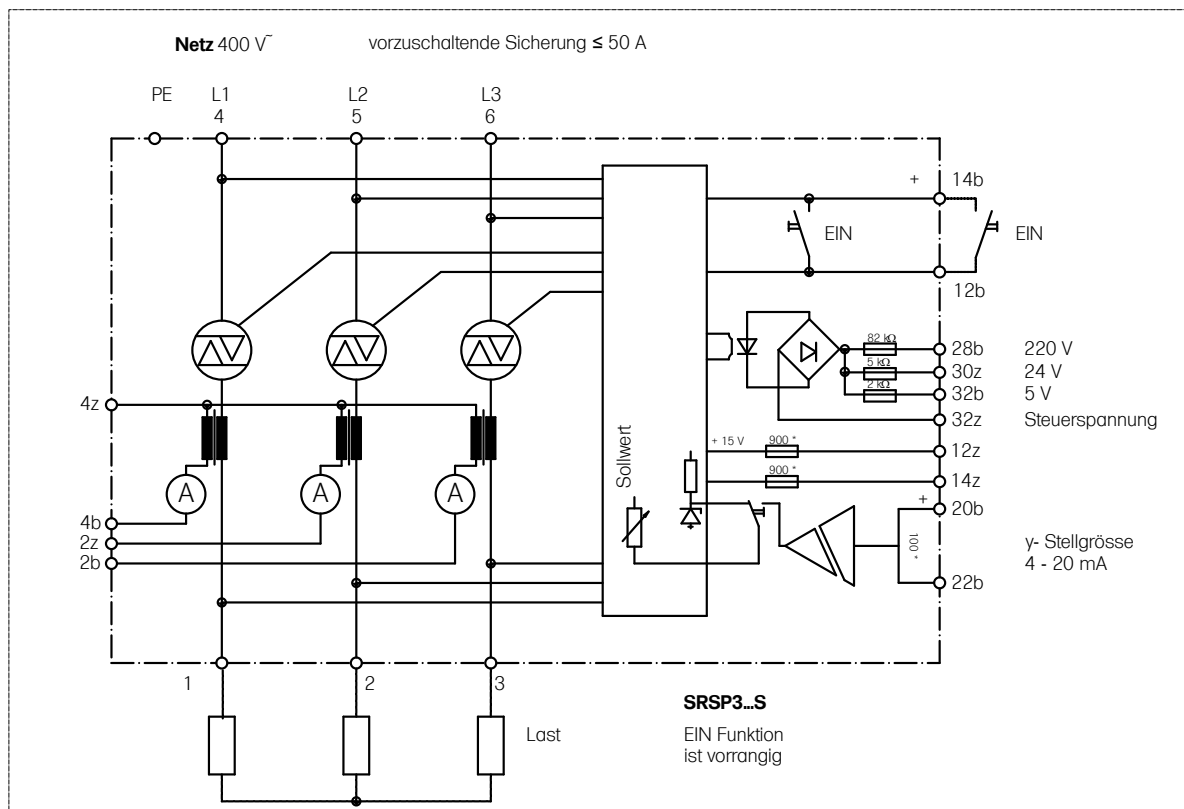 Netz 400 V~ vorzuschaltende Sicherung ≤ 50 A
PE L1 L2 L3
4 5 6
+ 14b
EIN EIN
12b
82 kΩ 28b 220 V
5 kΩ 30z 24 V
2 kΩ 32b 5 V
32z Steuerspannung
4z
Sollwert
+ 15 V 900 * 12z
900 * 14z
A A A
+ 20b
4b
2z
2b
100 *
y- Stellgrösse
4 - 20 mA
22b
1 2 3
SRSP3...S
Last
EIN Funktion
ist vorrangig